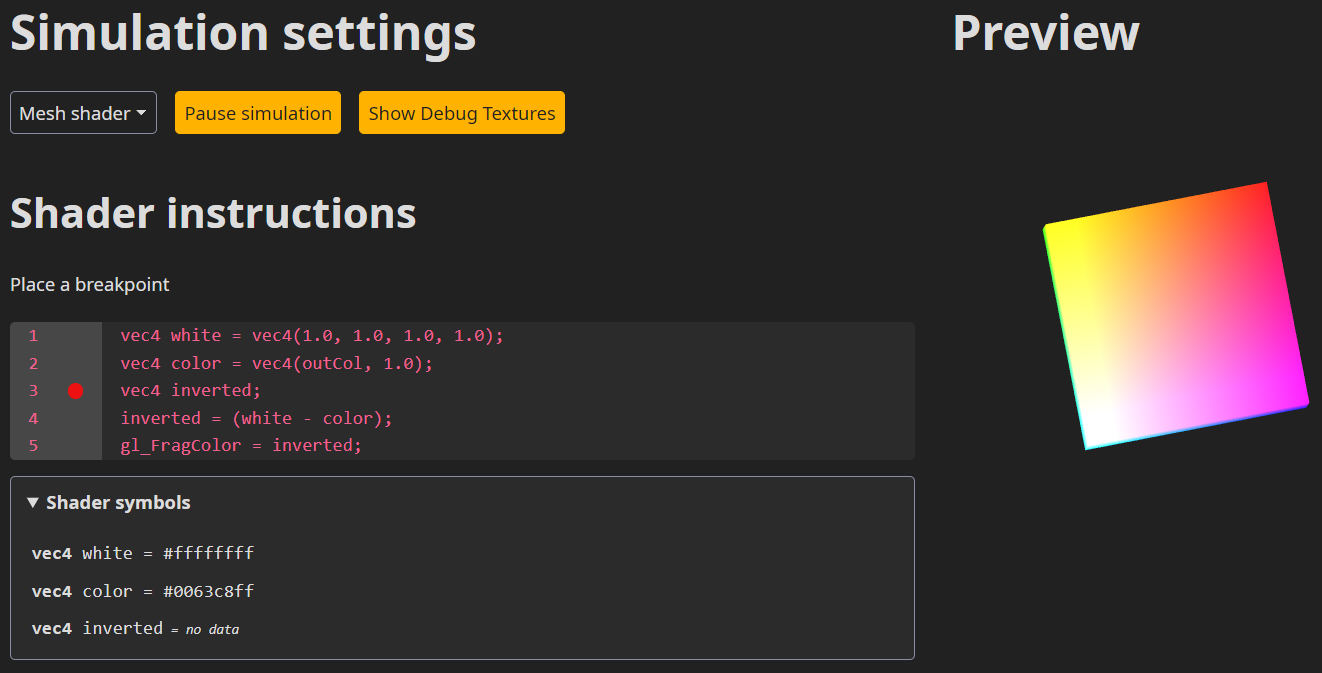 Simulation settings
Preview
Mesh shader
Pause simulation
Show Debug Textures
Shader instructions
Place a breakpoint
1 vec4 white = vec4(1.0, 1.0, 1.0, 1.0);
2 vec4 color = vec4(outCol, 1.0);
3 vec4 inverted;
4 inverted = (white - color);
5 gl_FragColor = inverted;
▼ Shader symbols
vec4 white = #ffffffff
vec4 color = #0063c8ff
vec4 inverted = no data